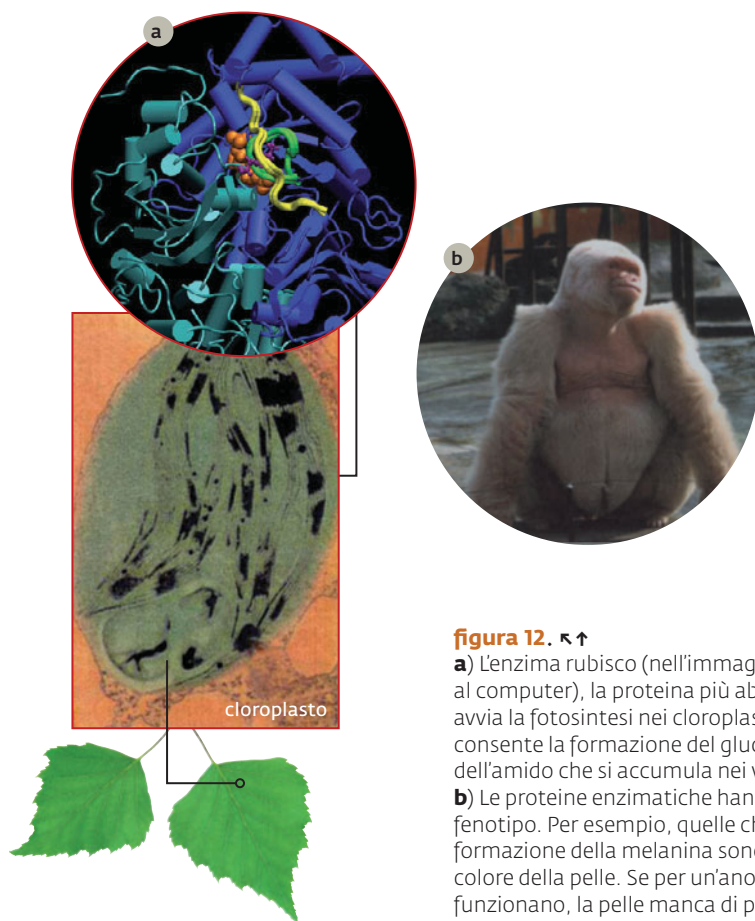 a
b
cloroplasto
figura 12. ↖↑
a) L'enzima rubisco (nell'immag
al computer), la proteina più ab
avvia la fotosintesi nei cloroplas
consente la formazione del gluc
dell'amido che si accumula nei v
b) Le proteine enzimatiche han
fenotipo. Per esempio, quelle ch
formazione della melanina sono
colore della pelle. Se per un'ano
funzionano, la pelle manca di p